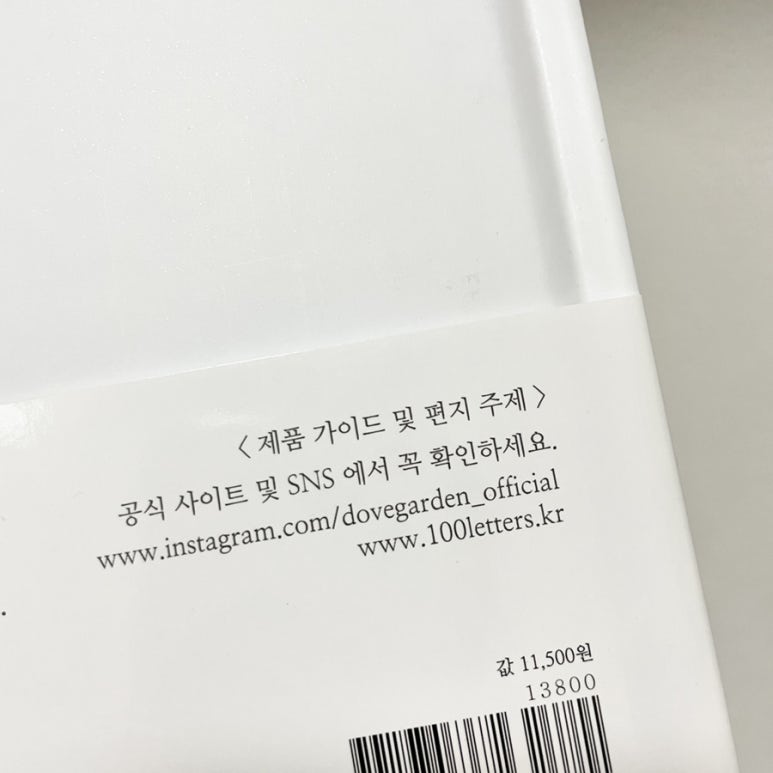 < 제품 가이드 및 편지 주제 >
공식 사이트 및 SNS 에서 꼭 확인하세요.
www.instagram.com/dovegarden_official
www.100letters.kr
.
값 11,500원
13800